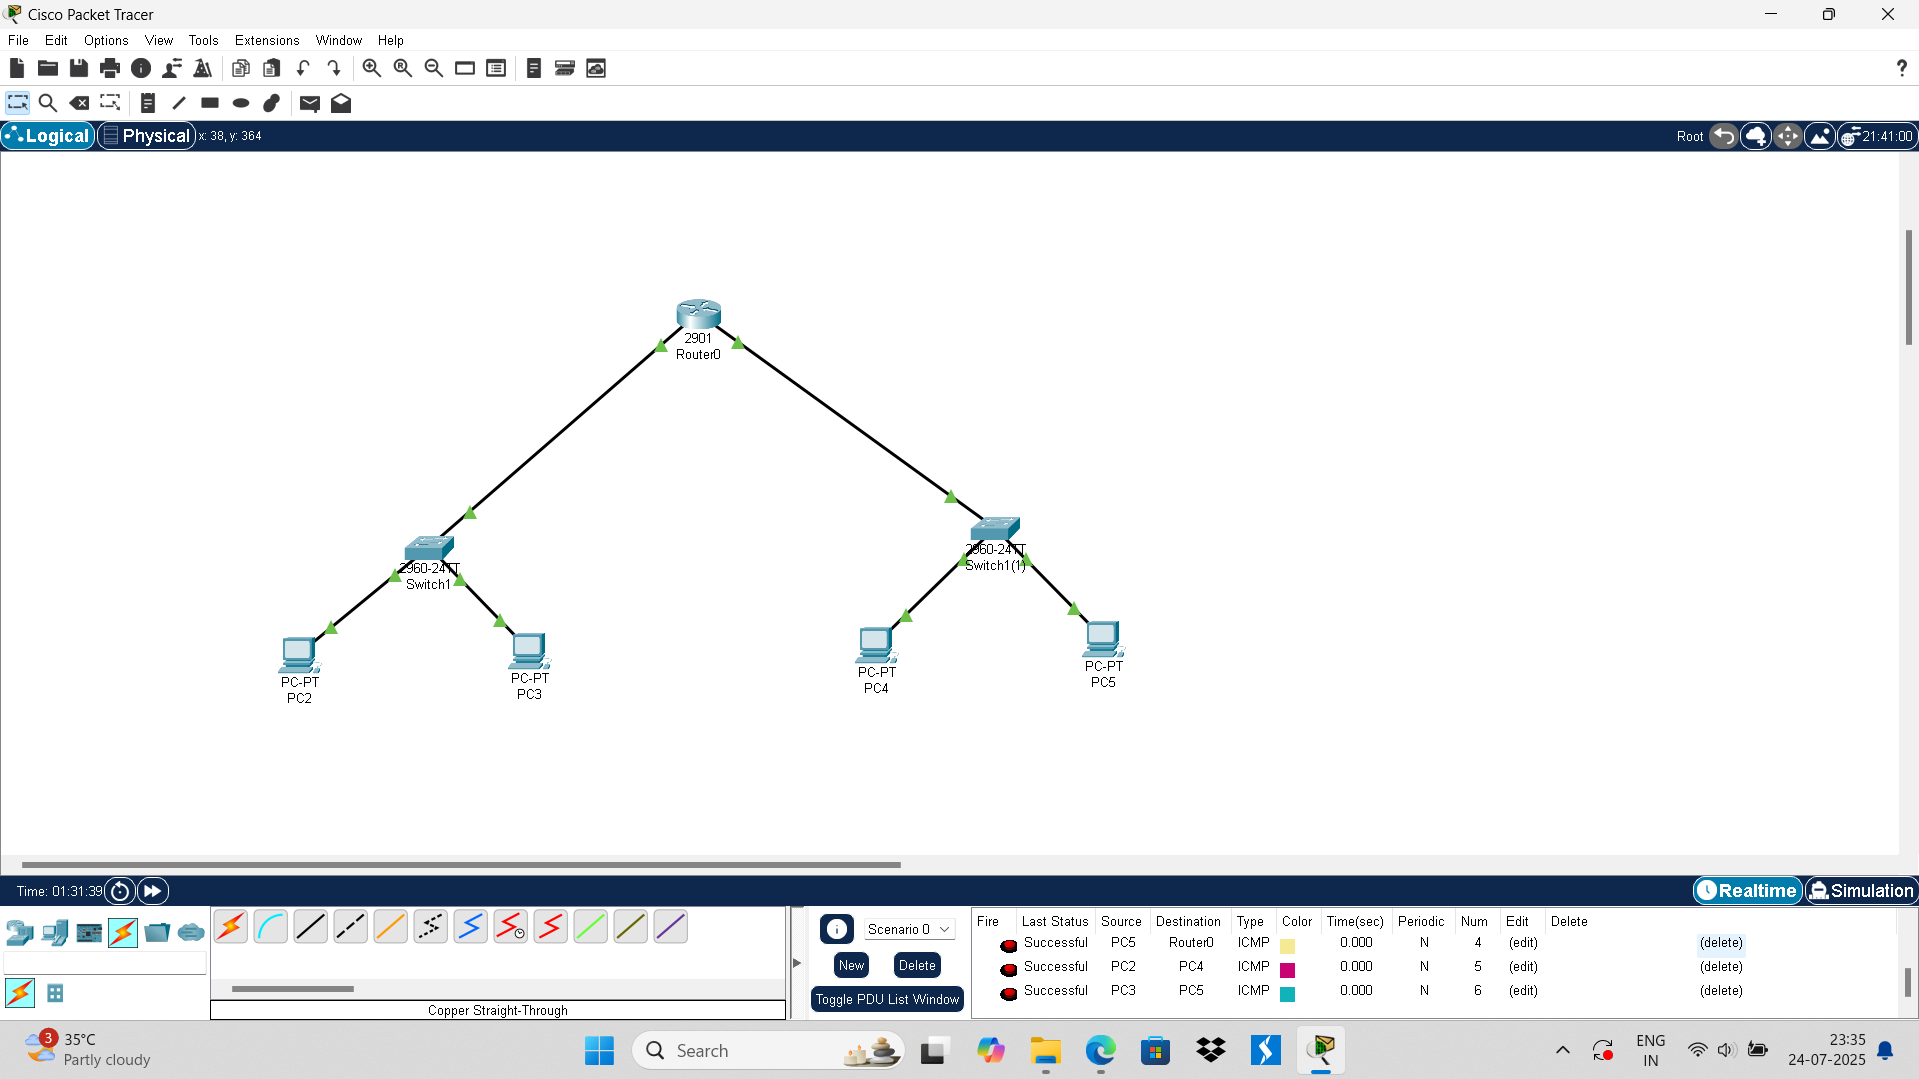 Cisco Packet Tracer
File Edit Options View Tools Extensions Window Help
?
Logical Physical x: 38, y: 364 Root 21:41:00
2901
Router0
2960-24TT
Switch1
2960-24TT
Switch1(1)
PC-PT
PC2
PC-PT
PC3
PC-PT
PC4
PC-PT
PC5
Time: 01:31:39 Realtime Simulation
Scenario 0
New Delete
Toggle PDU List Window
Copper Straight-Through
Fire Last Status Source Destination Type Color Time(sec) Periodic Num Edit Delete
Successful PC5 Router0 ICMP 0.000 N 4 (edit) (delete)
Successful PC2 PC4 ICMP 0.000 N 5 (edit) (delete)
Successful PC3 PC5 ICMP 0.000 N 6 (edit) (delete)
3
35°C
Partly cloudy
Search
ENG
IN
23:35
24-07-2025